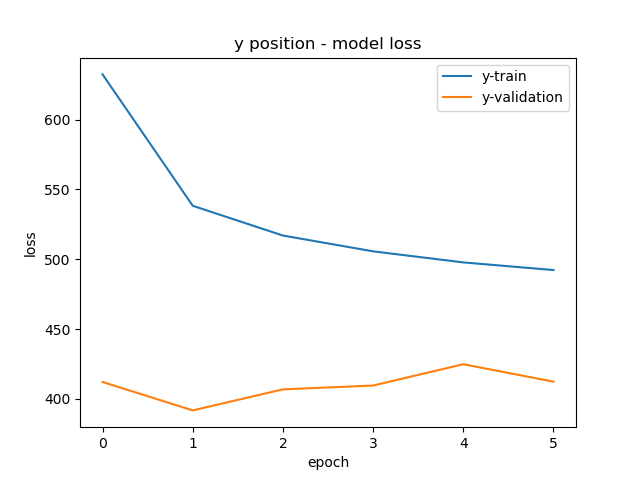 y position - model loss
y-train
y-validation
600
550
500
450
400
loss
0 1 2 3 4 5
epoch